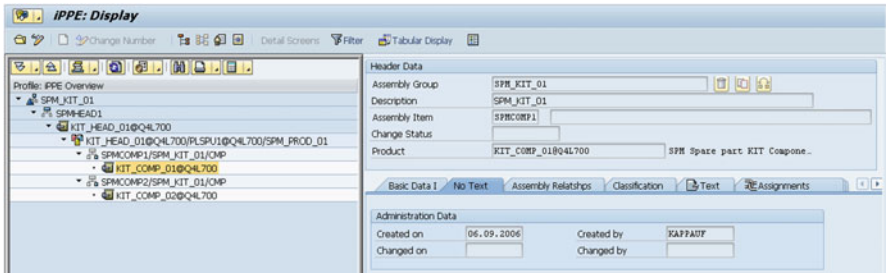 iPPE: Display
Change Number Detail Screens Filter Tabular Display
Profile: iPPE Overview
SPM_KIT_01
SPMHEAD1
KIT_HEAD_01@Q4L700
KIT_HEAD_01@Q4L700/PLSPU1@Q4L700/SPM_PROD_01
SPMCOMP1/SPM_KIT_01/CMP
KIT_COMP_01@Q4L700
SPMCOMP2/SPM_KIT_01/CMP
KIT_COMP_02@Q4L700
Header Data
Assembly Group SPM_KIT_01
Description SPM_KIT_01
Assembly Item SPMCOMP1
Change Status
Product KIT_COMP_01@Q4L700 SPM Spare part KIT Compone…
Basic Data I No Text Assembly Relatshps Classification Text Assignments
Administration Data
Created on 06.09.2006 Created by KAPPAUF
Changed on Changed by